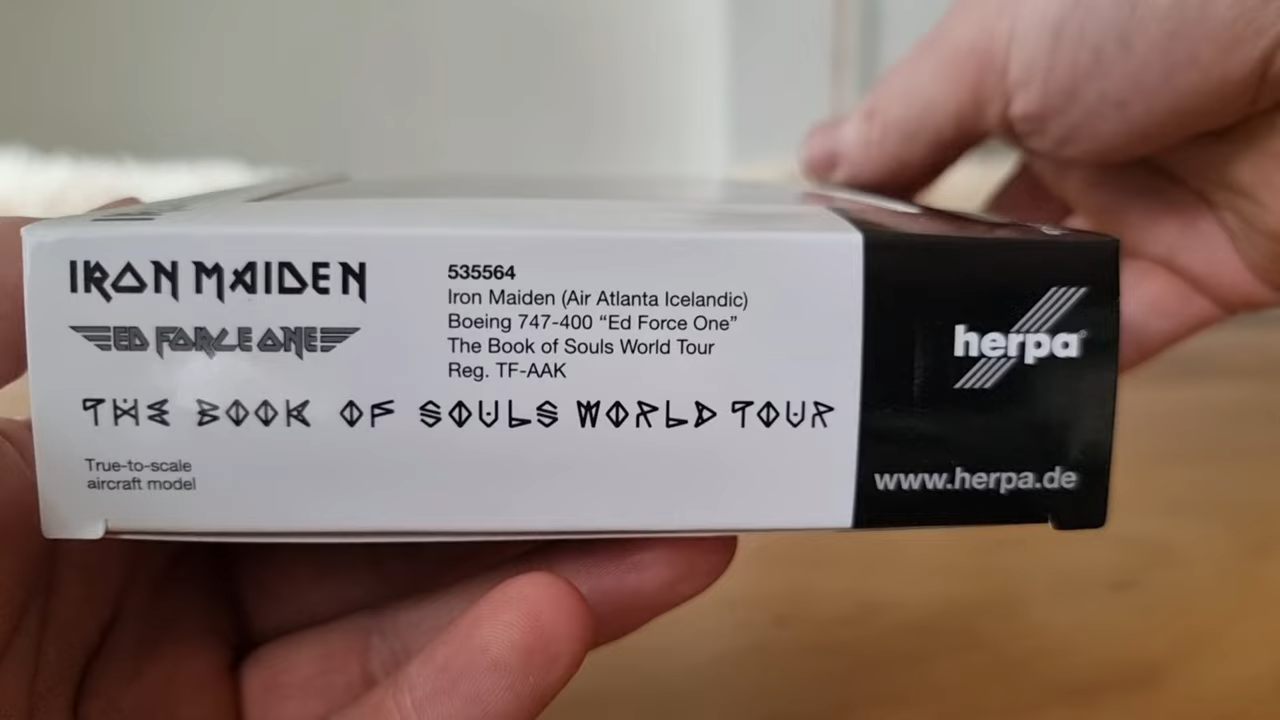 IRON MAIDEN
ED FORCE ONE
535564
Iron Maiden (Air Atlanta Icelandic)
Boeing 747-400 “Ed Force One”
The Book of Souls World Tour
Reg. TF-AAK
THE BOOK OF SOULS WORLD TOUR
True-to-scale
aircraft model
herpa®
www.herpa.de